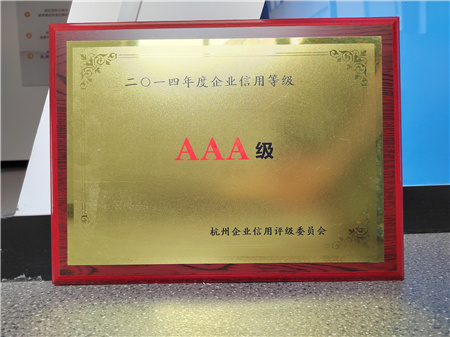 二〇一四年度企业信用等级
AAA级
杭州企业信用评级委员会